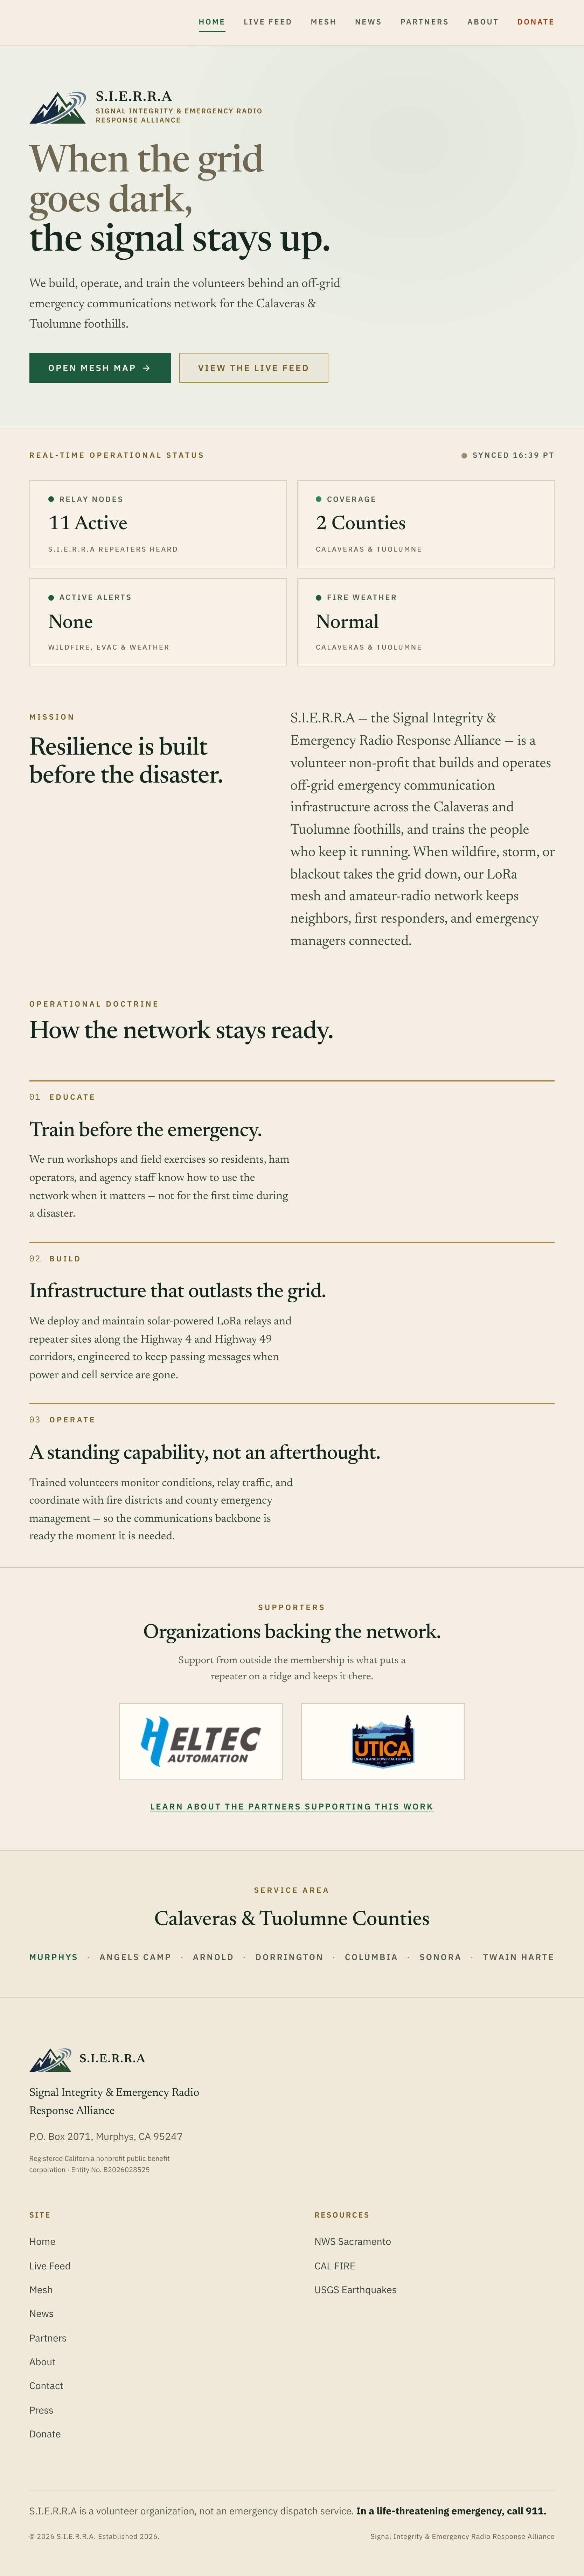 HOME LIVE FEED MESH NEWS PARTNERS ABOUT DONATE
S.I.E.R.R.A
SIGNAL INTEGRITY & EMERGENCY RADIO
RESPONSE ALLIANCE
When the grid
goes dark,
the signal stays up.
We build, operate, and train the volunteers behind an off-grid
emergency communications network for the Calaveras &
Tuolumne foothills.
OPEN MESH MAP → VIEW THE LIVE FEED
REAL-TIME OPERATIONAL STATUS SYNCED 16:39 PT
RELAY NODES
11 Active
S.I.E.R.R.A REPEATERS HEARD
COVERAGE
2 Counties
CALAVERAS & TUOLUMNE
ACTIVE ALERTS
None
WILDFIRE, EVAC & WEATHER
FIRE WEATHER
Normal
CALAVERAS & TUOLUMNE
MISSION
Resilience is built
before the disaster.
S.I.E.R.R.A — the Signal Integrity &
Emergency Radio Response Alliance — is a
volunteer non-profit that builds and operates
off-grid emergency communication
infrastructure across the Calaveras and
Tuolumne foothills, and trains the people
who keep it running. When wildfire, storm, or
blackout takes the grid down, our LoRa
mesh and amateur-radio network keeps
neighbors, first responders, and emergency
managers connected.
OPERATIONAL DOCTRINE
How the network stays ready.
01 EDUCATE
Train before the emergency.
We run workshops and field exercises so residents, ham
operators, and agency staff know how to use the
network when it matters — not for the first time during
a disaster.
02 BUILD
Infrastructure that outlasts the grid.
We deploy and maintain solar-powered LoRa relays and
repeater sites along the Highway 4 and Highway 49
corridors, engineered to keep passing messages when
power and cell service are gone.
03 OPERATE
A standing capability, not an afterthought.
Trained volunteers monitor conditions, relay traffic, and
coordinate with fire districts and county emergency
management — so the communications backbone is
ready the moment it is needed.
SUPPORTERS
Organizations backing the network.
Support from outside the membership is what puts a
repeater on a ridge and keeps it there.
HELTEC
AUTOMATION
UTICA
WATER AND POWER AUTHORITY
LEARN ABOUT THE PARTNERS SUPPORTING THIS WORK
SERVICE AREA
Calaveras & Tuolumne Counties
MURPHYS · ANGELS CAMP · ARNOLD · DORRINGTON · COLUMBIA · SONORA · TWAIN HARTE
S.I.E.R.R.A
Signal Integrity & Emergency Radio
Response Alliance
P.O. Box 2071, Murphys, CA 95247
Registered California nonprofit public benefit
corporation · Entity No. B2026028525
SITE
Home
Live Feed
Mesh
News
Partners
About
Contact
Press
Donate
RESOURCES
NWS Sacramento
CAL FIRE
USGS Earthquakes
S.I.E.R.R.A is a volunteer organization, not an emergency dispatch service. In a life-threatening emergency, call 911.
© 2026 S.I.E.R.R.A. Established 2026. Signal Integrity & Emergency Radio Response Alliance